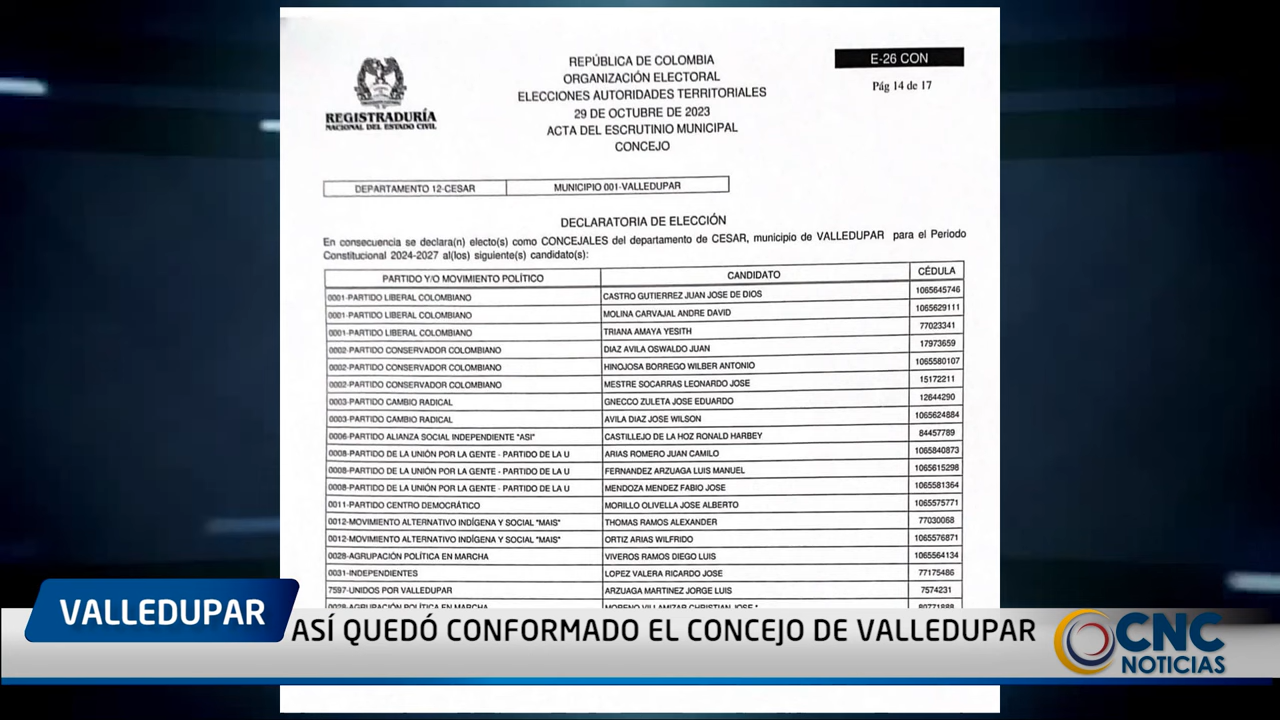 REPÚBLICA DE COLOMBIA
ORGANIZACIÓN ELECTORAL
ELECCIONES AUTORIDADES TERRITORIALES
29 DE OCTUBRE DE 2023
ACTA DEL ESCRUTINIO MUNICIPAL
CONCEJO
REGISTRADURÍA
NACIONAL DEL ESTADO CIVIL
E-26 CON
Pág 14 de 17
DEPARTAMENTO 12-CESAR MUNICIPIO 001-VALLEDUPAR
DECLARATORIA DE ELECCIÓN
En consecuencia se declara(n) electo(s) como CONCEJALES del departamento de CESAR, municipio de VALLEDUPAR para el Periodo
Constitucional 2024-2027 al(los) siguiente(s) candidato(s):
PARTIDO Y/O MOVIMIENTO POLÍTICO CANDIDATO CÉDULA
0001-PARTIDO LIBERAL COLOMBIANO CASTRO GUTIERREZ JUAN JOSE DE DIOS 1065645746
0001-PARTIDO LIBERAL COLOMBIANO MOLINA CARVAJAL ANDRE DAVID 1065629111
0001-PARTIDO LIBERAL COLOMBIANO TRIANA AMAYA YESITH 77023341
0002-PARTIDO CONSERVADOR COLOMBIANO DIAZ AVILA OSWALDO JUAN 17973659
0002-PARTIDO CONSERVADOR COLOMBIANO HINOJOSA BORREGO WILBER ANTONIO 1065580107
0002-PARTIDO CONSERVADOR COLOMBIANO MESTRE SOCARRAS LEONARDO JOSE 15172211
0003-PARTIDO CAMBIO RADICAL GNECCO ZULETA JOSE EDUARDO 12644290
0003-PARTIDO CAMBIO RADICAL AVILA DIAZ JOSE WILSON 1065624884
0006-PARTIDO ALIANZA SOCIAL INDEPENDIENTE "ASI" CASTILLEJO DE LA HOZ RONALD HARBEY 84457789
0008-PARTIDO DE LA UNIÓN POR LA GENTE - PARTIDO DE LA U ARIAS ROMERO JUAN CAMILO 1065840873
0008-PARTIDO DE LA UNIÓN POR LA GENTE - PARTIDO DE LA U FERNANDEZ ARZUAGA LUIS MANUEL 1065615298
0008-PARTIDO DE LA UNIÓN POR LA GENTE - PARTIDO DE LA U MENDOZA MENDEZ FABIO JOSE 1065581364
0011-PARTIDO CENTRO DEMOCRÁTICO MORILLO OLIVELLA JOSE ALBERTO 1065575771
0012-MOVIMIENTO ALTERNATIVO INDÍGENA Y SOCIAL "MAIS" THOMAS RAMOS ALEXANDER 77030068
0012-MOVIMIENTO ALTERNATIVO INDÍGENA Y SOCIAL "MAIS" ORTIZ ARIAS WILFRIDO 1065576871
0028-AGRUPACIÓN POLÍTICA EN MARCHA VIVEROS RAMOS DIEGO LUIS 1065564134
0031-INDEPENDIENTES LOPEZ VALERA RICARDO JOSE 77175486
7597-UNIDOS POR VALLEDUPAR ARZUAGA MARTINEZ JORGE LUIS 7574231
0028-AGRUPACIÓN POLÍTICA EN MARCHA MORENO VILLAMIZAR CHRISTIAN JOSE * 80771888
VALLEDUPAR
ASÍ QUEDÓ CONFORMADO EL CONCEJO DE VALLEDUPAR
CNC
NOTICIAS